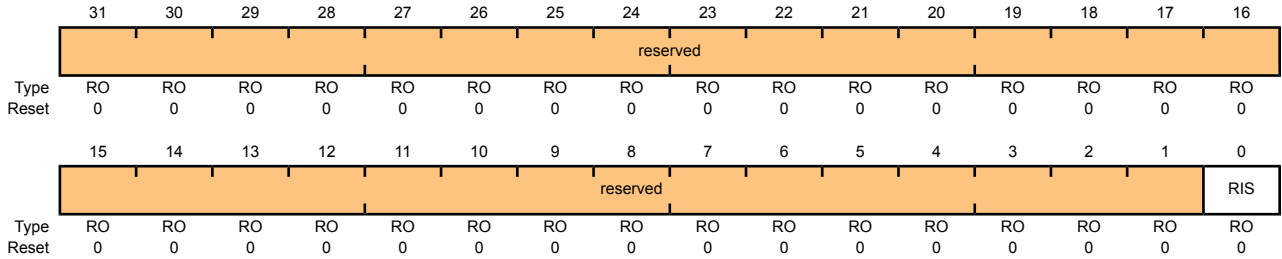 31 30 29 28 27 26 25 24 23 22 21 20 19 18 17 16
reserved
Type RO RO RO RO RO RO RO RO RO RO RO RO RO RO RO RO
Reset 0 0 0 0 0 0 0 0 0 0 0 0 0 0 0 0
15 14 13 12 11 10 9 8 7 6 5 4 3 2 1 0
reserved RIS
Type RO RO RO RO RO RO RO RO RO RO RO RO RO RO RO RO
Reset 0 0 0 0 0 0 0 0 0 0 0 0 0 0 0 0